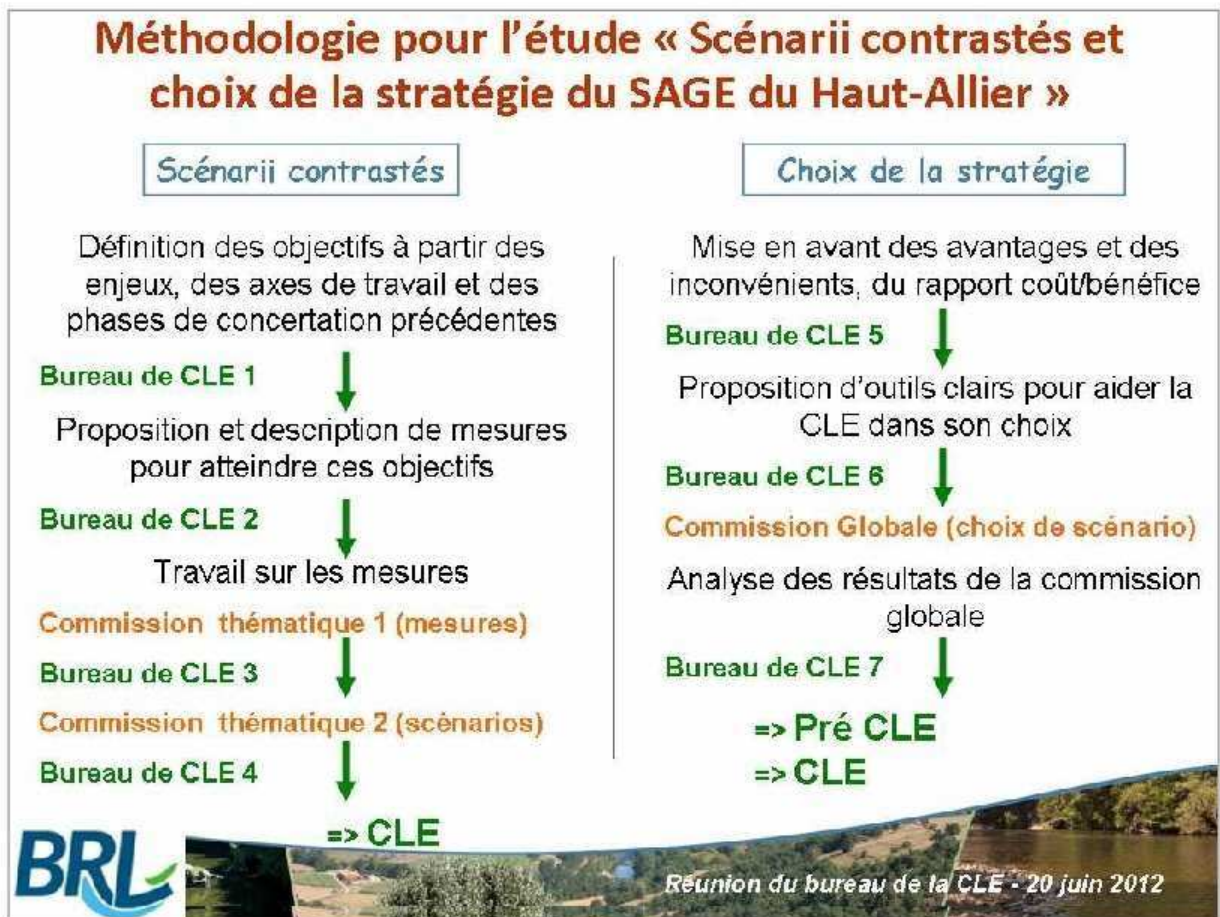 Méthodologie pour l'étude « Scénarii contrastés et
choix de la stratégie du SAGE du Haut-Allier »
Scénarii contrastés
Définition des objectifs à partir des
enjeux, des axes de travail et des
phases de concertation précédentes
Bureau de CLE 1
Proposition et description de mesures
pour atteindre ces objectifs
Bureau de CLE 2
Travail sur les mesures
Commission thématique 1 (mesures)
Bureau de CLE 3
Commission thématique 2 (scénarios)
Bureau de CLE 4
=> CLE
Choix de la stratégie
Mise en avant des avantages et des
inconvénients, du rapport coût/bénéfice
Bureau de CLE 5
Proposition d'outils clairs pour aider la
CLE dans son choix
Bureau de CLE 6
Commission Globale (choix de scénario)
Analyse des résultats de la commission
globale
Bureau de CLE 7
=> Pré CLE
=> CLE
BRL
Réunion du bureau de la CLE - 20 juin 2012